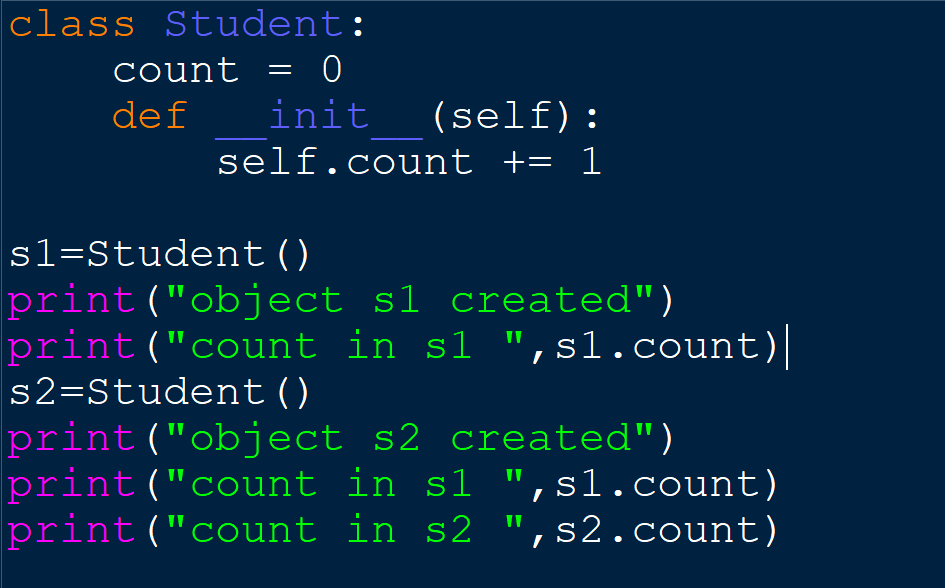 class Student:
    count = 0
    def __init__(self):
        self.count += 1

s1=Student()
print("object s1 created")
print("count in s1 ",s1.count)
s2=Student()
print("object s2 created")
print("count in s1 ",s1.count)
print("count in s2 ",s2.count)